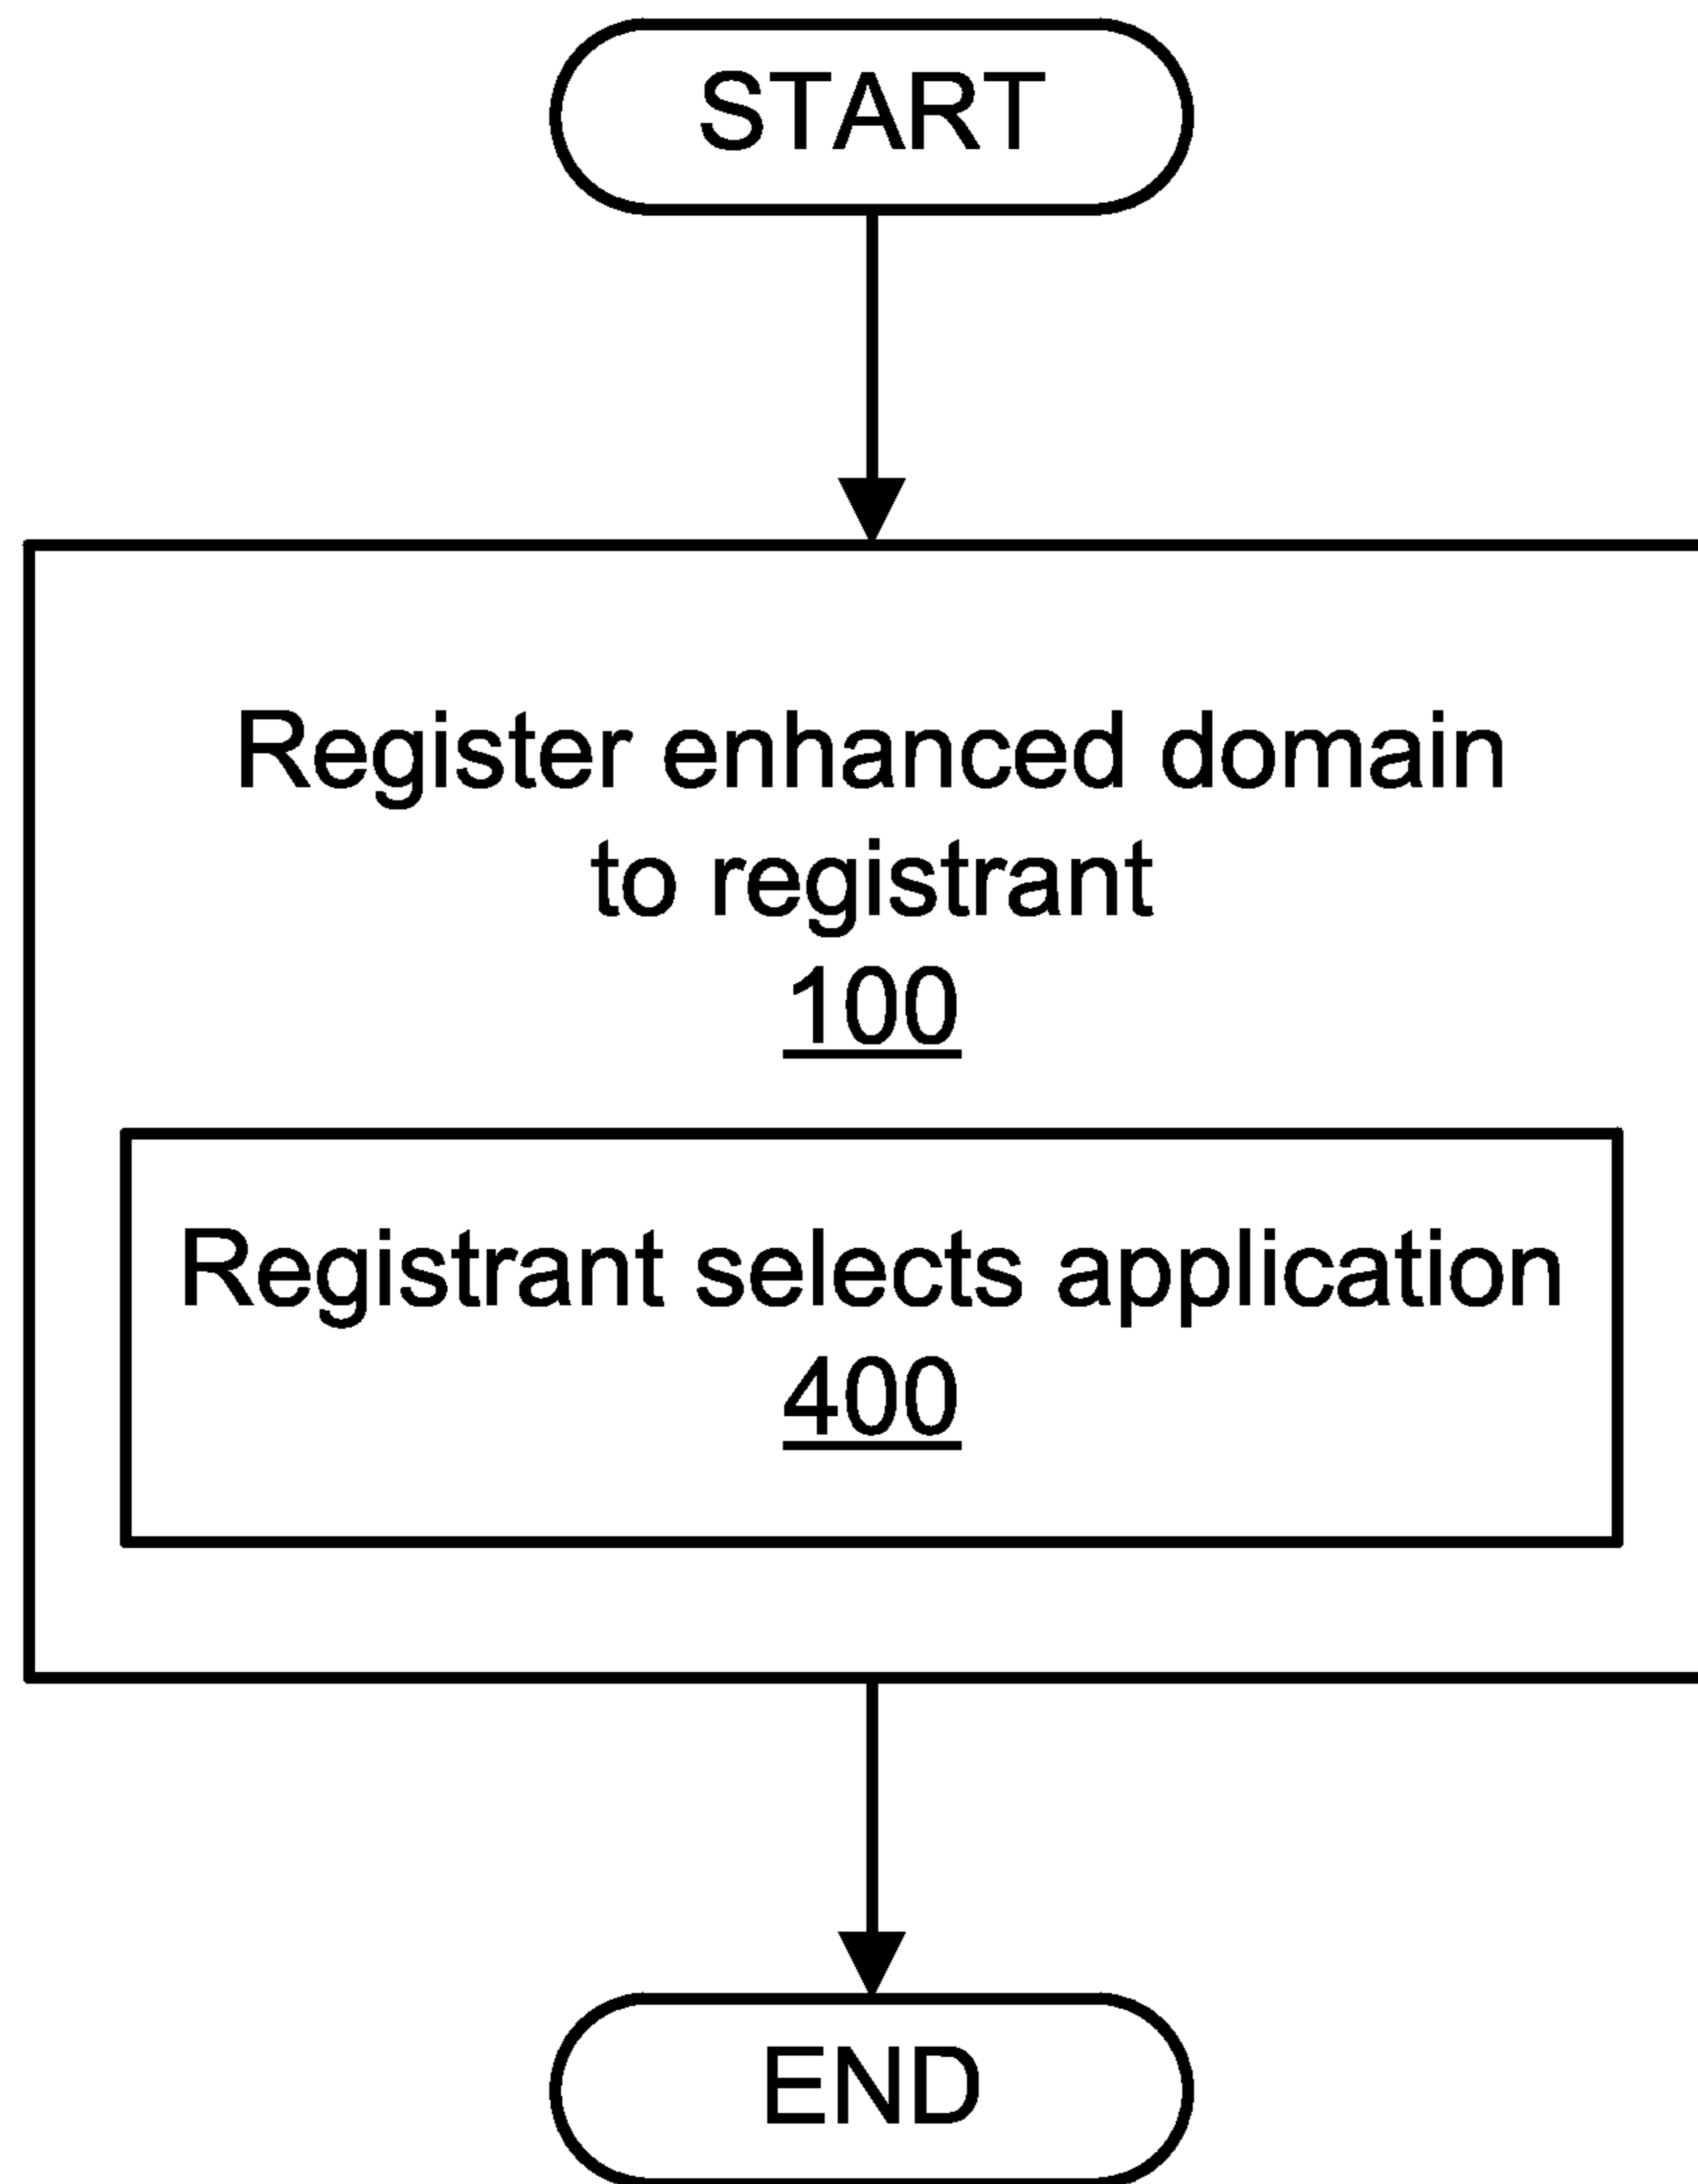 START
Register enhanced domain
to registrant
100
Registrant selects application
400
END